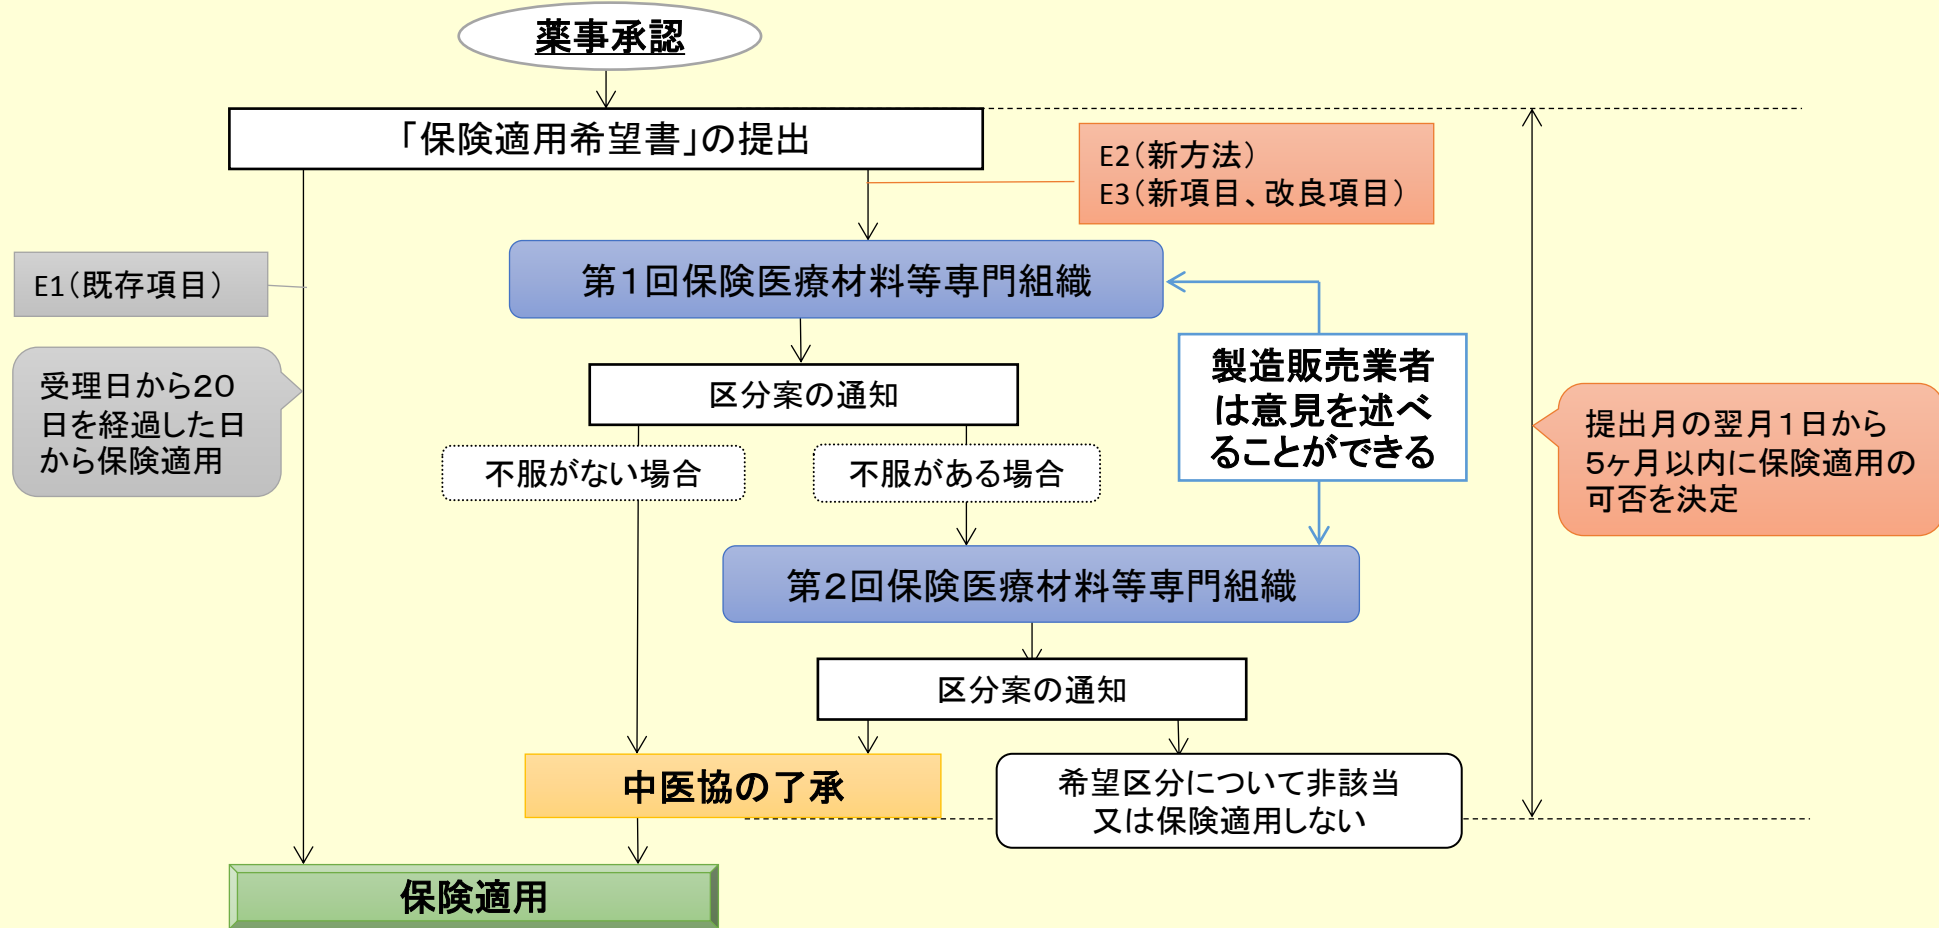 薬事承認
「保険適用希望書」の提出
E2(新方法)
E3(新項目、改良項目)
E1(既存項目)
第1回保険医療材料等専門組織
受理日から20
日を経過した日
から保険適用
区分案の通知
製造販売業者
は意見を述べ
ることができる
不服がない場合
不服がある場合
提出月の翌月1日から
5ヶ月以内に保険適用の
可否を決定
第2回保険医療材料等専門組織
区分案の通知
中医協の了承
希望区分について非該当
又は保険適用しない
保険適用